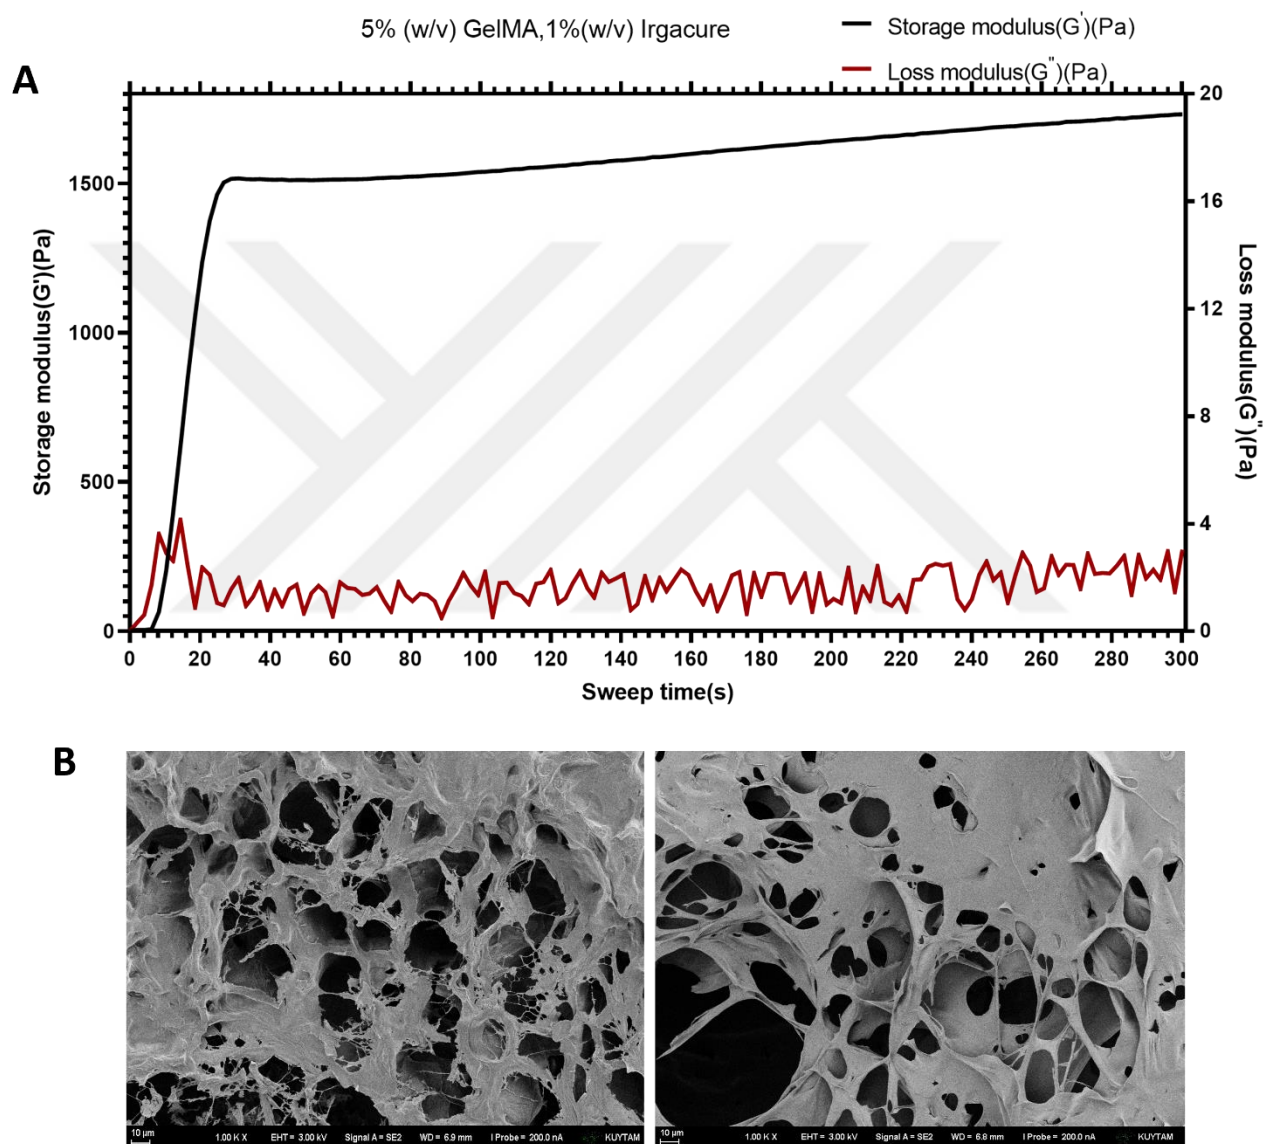 5% (w/v) GelMA,1%(w/v) Irgacure
Storage modulus(G')(Pa)
Loss modulus(G")(Pa)
A
Storage modulus(G')(Pa)
0
500
1000
1500
Loss modulus(G")(Pa)
0
4
8
12
16
20
0 20 40 60 80 100 120 140 160 180 200 220 240 260 280 300
Sweep time(s)
B
10 µm 1.00 K X EHT = 3.00 kV Signal A = SE2 WD = 6.9 mm I Probe = 200.0 nA KUYTAM
10 µm 1.00 K X EHT = 3.00 kV Signal A = SE2 WD = 6.8 mm I Probe = 200.0 nA KUYTAM